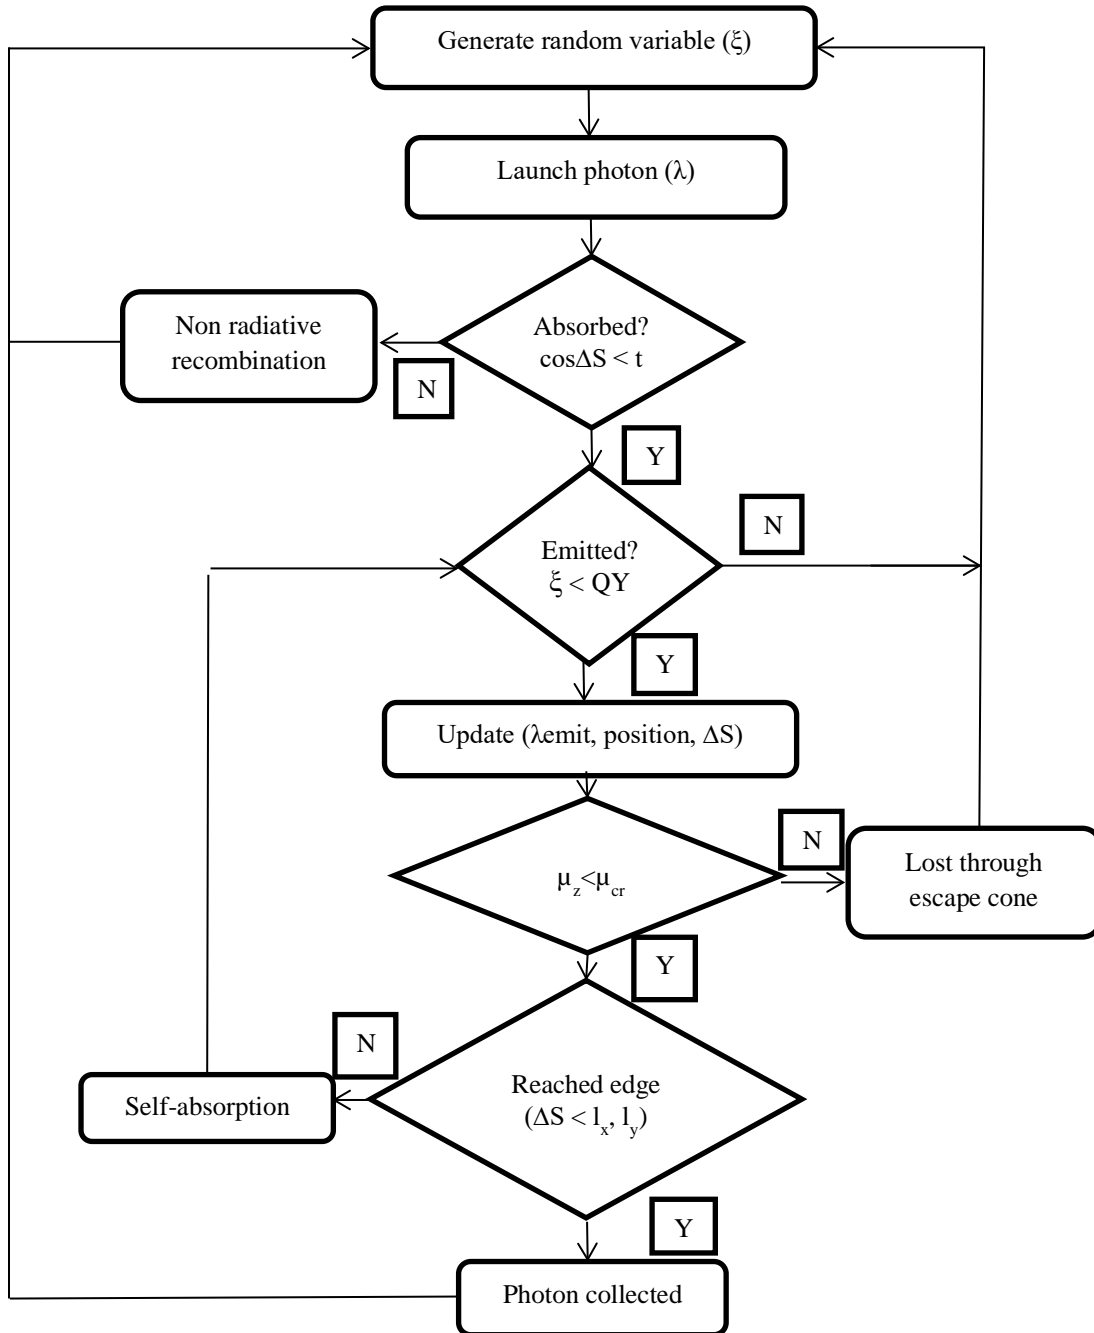 Generate random variable (ξ)
Launch photon (λ)
Non radiative
recombination
N
Absorbed?
cosΔS < t
Y
Emitted?
ξ < QY
N
Y
Update (λemit, position, ΔS)
μz<μcr
N
Lost through
escape cone
Y
Reached edge
(ΔS < lx, ly)
N
Self-absorption
Y
Photon collected